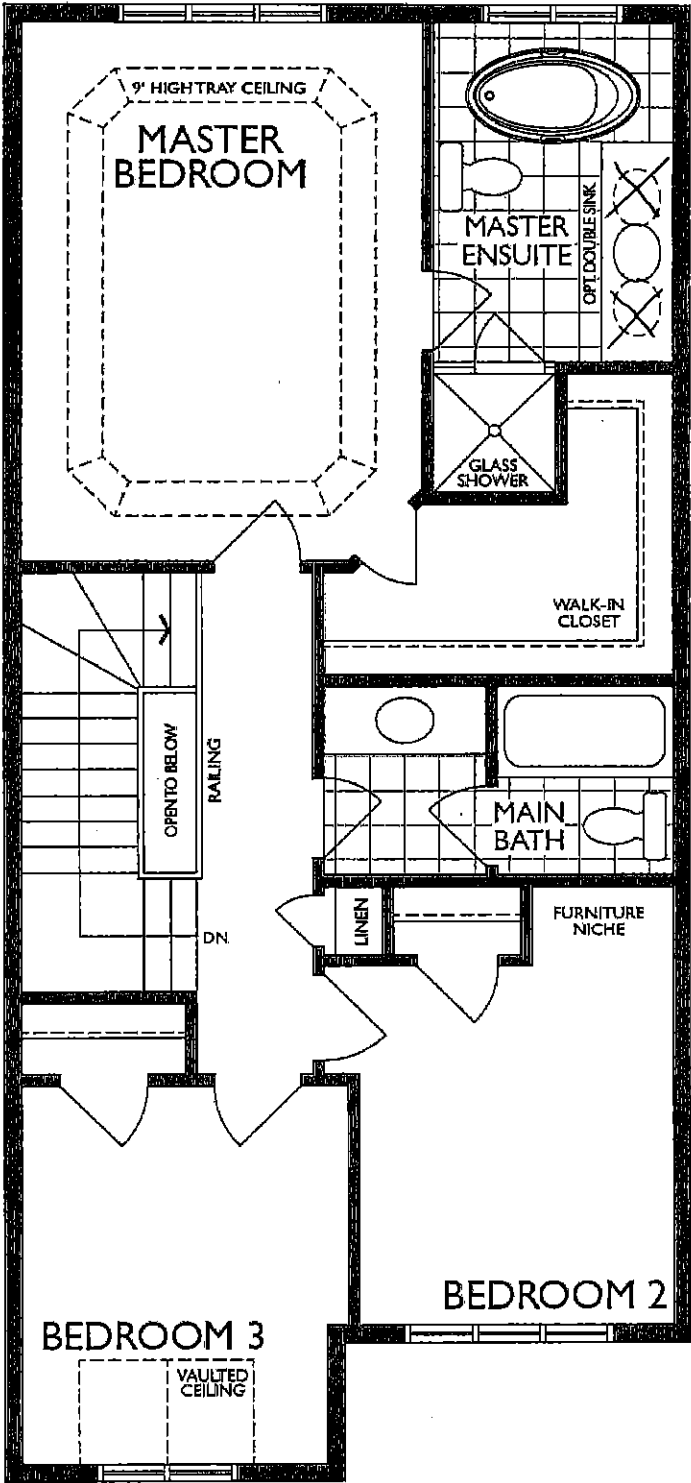 9' HIGH TRAY CEILING
MASTER
BEDROOM
MASTER
ENSUITE
OPT. DOUBLE SINK
GLASS
SHOWER
WALK-IN
CLOSET
OPEN TO BELOW
RAILING
MAIN
BATH
LINEN
FURNITURE
NICHE
DN.
BEDROOM 2
BEDROOM 3
VAULTED
CEILING